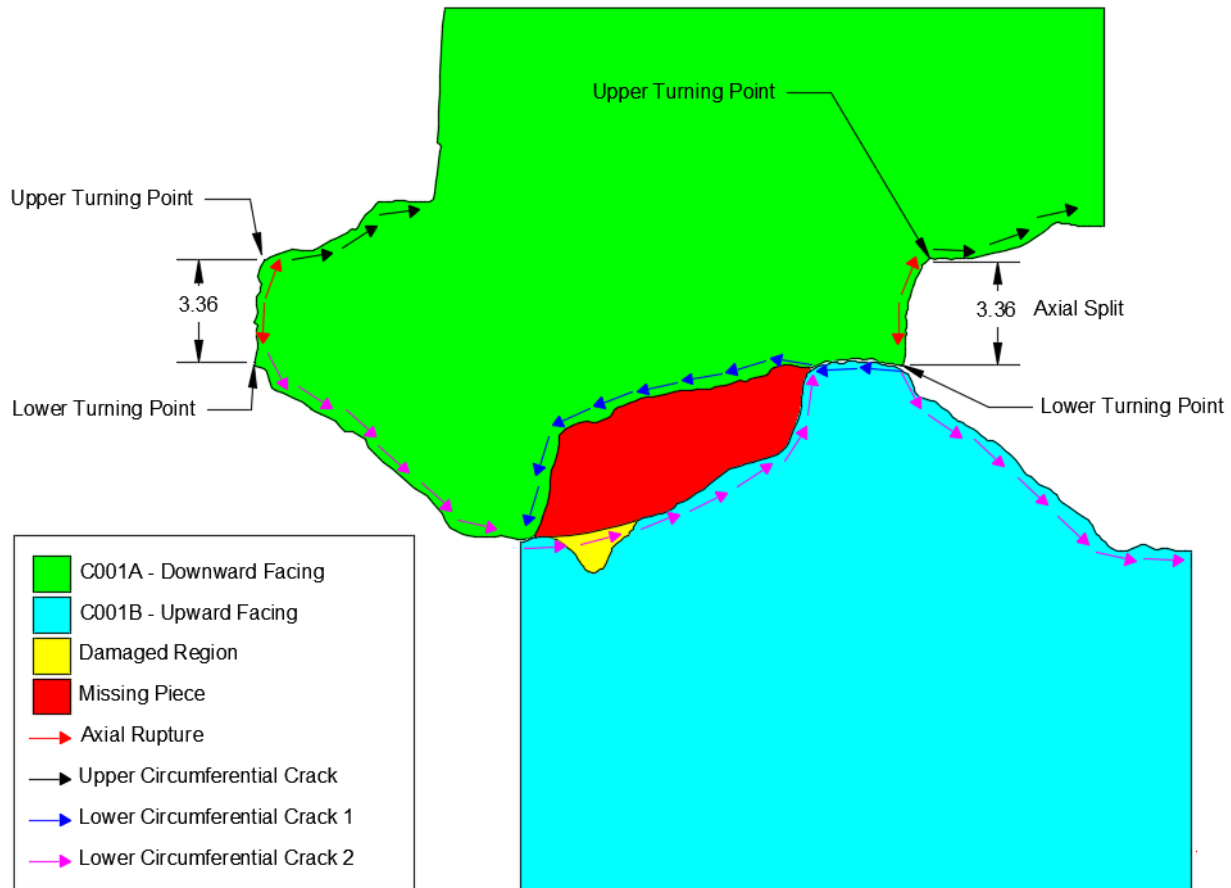 Upper Turning Point
Upper Turning Point
3.36
3.36 Axial Split
Lower Turning Point
Lower Turning Point
C001A - Downward Facing
C001B - Upward Facing
Damaged Region
Missing Piece
Axial Rupture
Upper Circumferential Crack
Lower Circumferential Crack 1
Lower Circumferential Crack 2